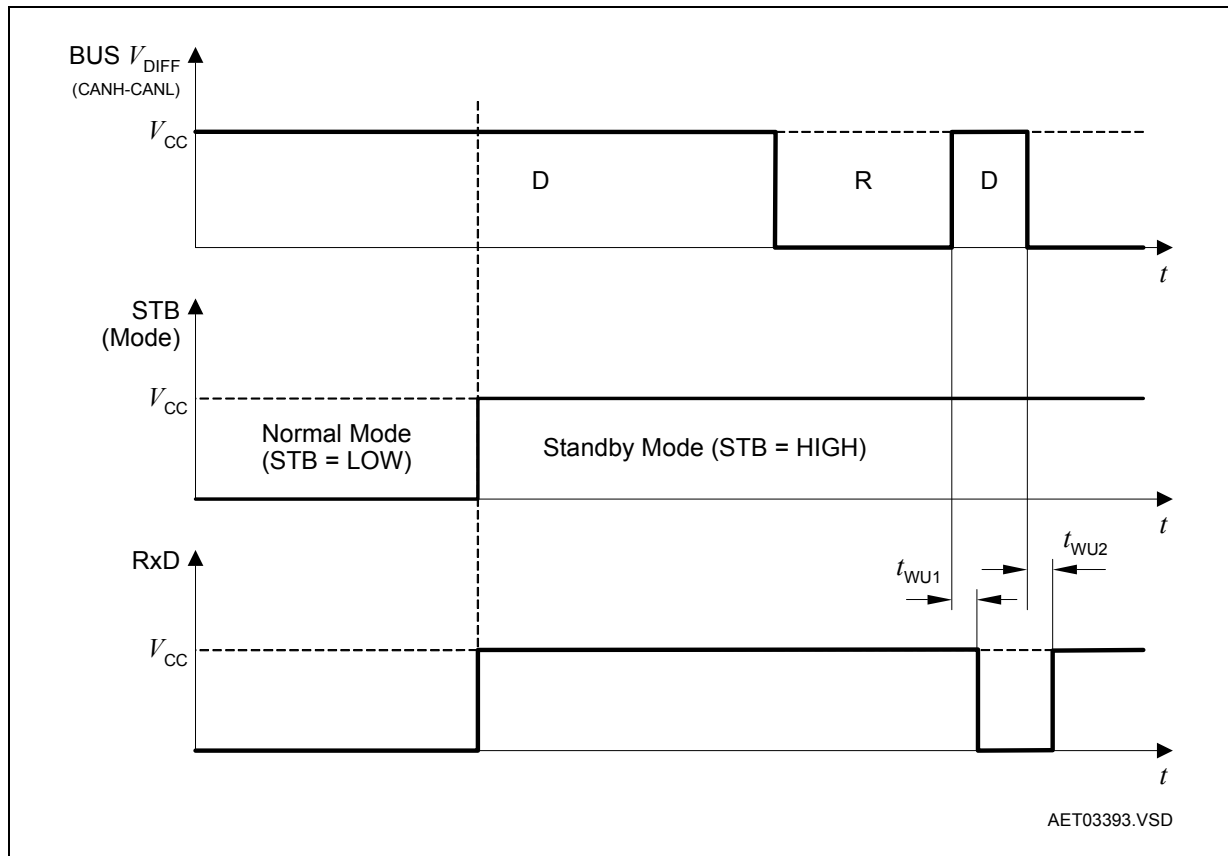 BUS V_DIFF
(CANH-CANL)
V_CC
D
R
D
t
STB
(Mode)
V_CC
Normal Mode
(STB = LOW)
Standby Mode (STB = HIGH)
t
RxD
t_WU1
t_WU2
V_CC
t
AET03393.VSD